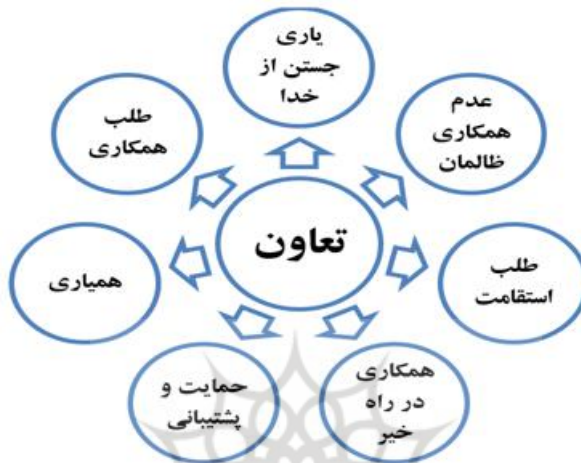 یاری
جستن از
خدا
عدم
همکاری
ظالمان
طلب
استقامت
همکاری
در راه
خیر
حمایت و
پشتیبانی
همیاری
طلب
همکاری
تعاون